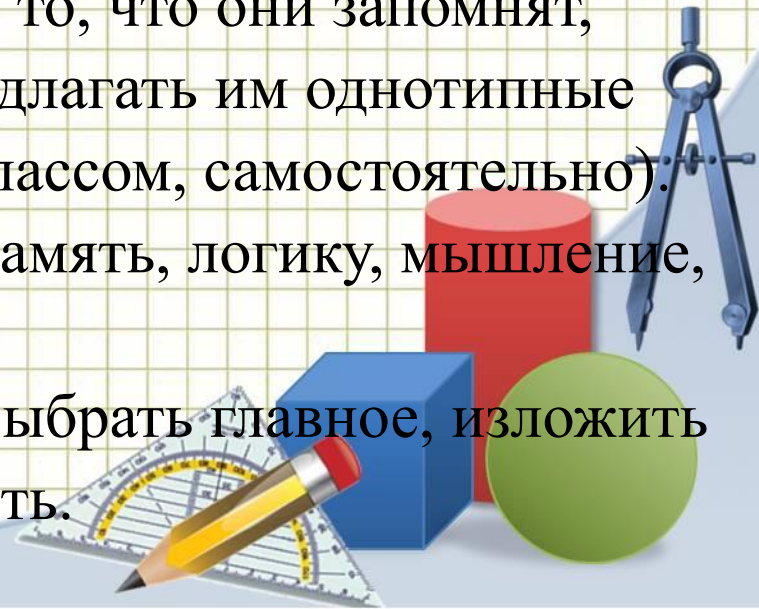 то, что они запомнят,
длагать им однотипные
лассом, самостоятельно).
амять, логику, мышление,
ыбрать главное, изложить
ть.